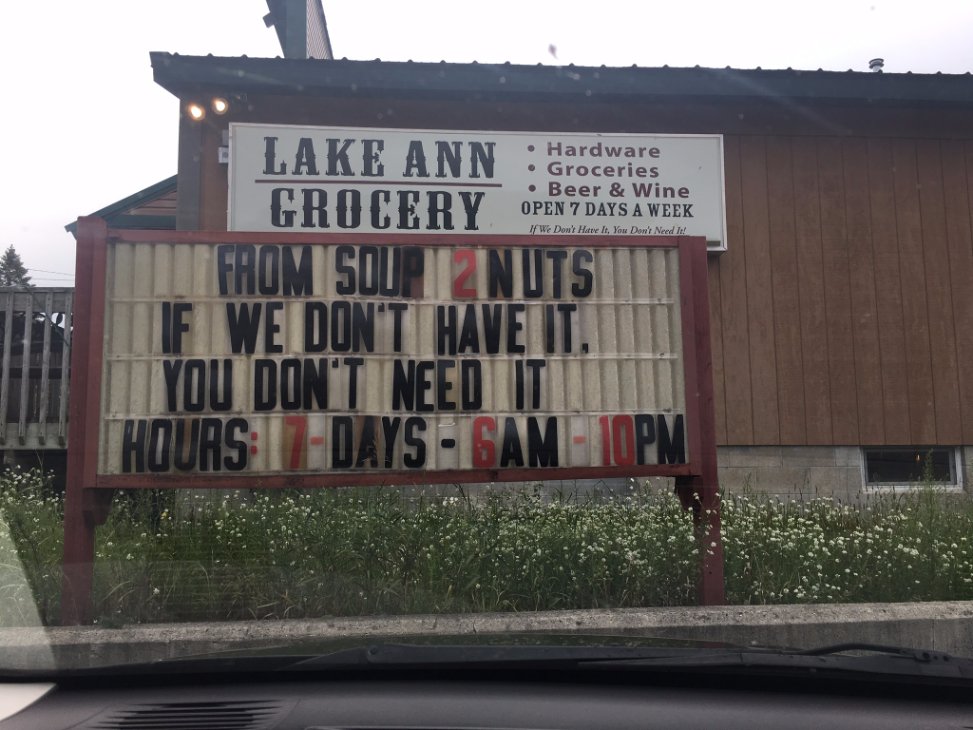 LAKE ANN
GROCERY
• Hardware
• Groceries
• Beer & Wine
OPEN 7 DAYS A WEEK
If We Don't Have It, You Don't Need It!
FROM SOUP 2 NUTS
IF WE DON'T HAVE IT.
YOU DON'T NEED IT
HOURS: 7-DAYS - 6AM - 10PM